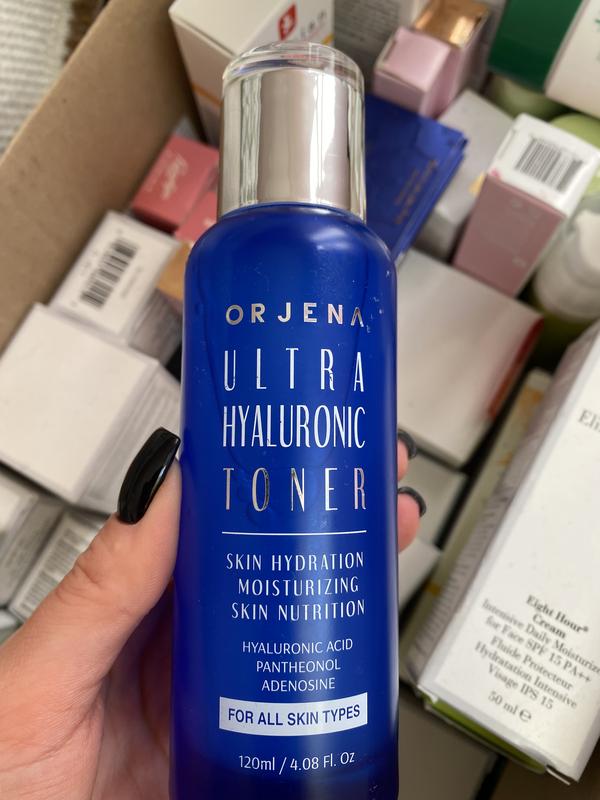 ORJENA
ULTRA
HYALURONIC
TONER
SKIN HYDRATION
MOISTURIZING
SKIN NUTRITION
HYALURONIC ACID
PANTHEONOL
ADENOSINE
FOR ALL SKIN TYPES
120ml / 4.08 Fl. Oz
Eight Hour®
Cream
Intensive Daily Moisturize
for Face SPF 15 PA++
Fluide Protecteur
Hydratation Intensive
Visage IPS 15
50 ml ℮